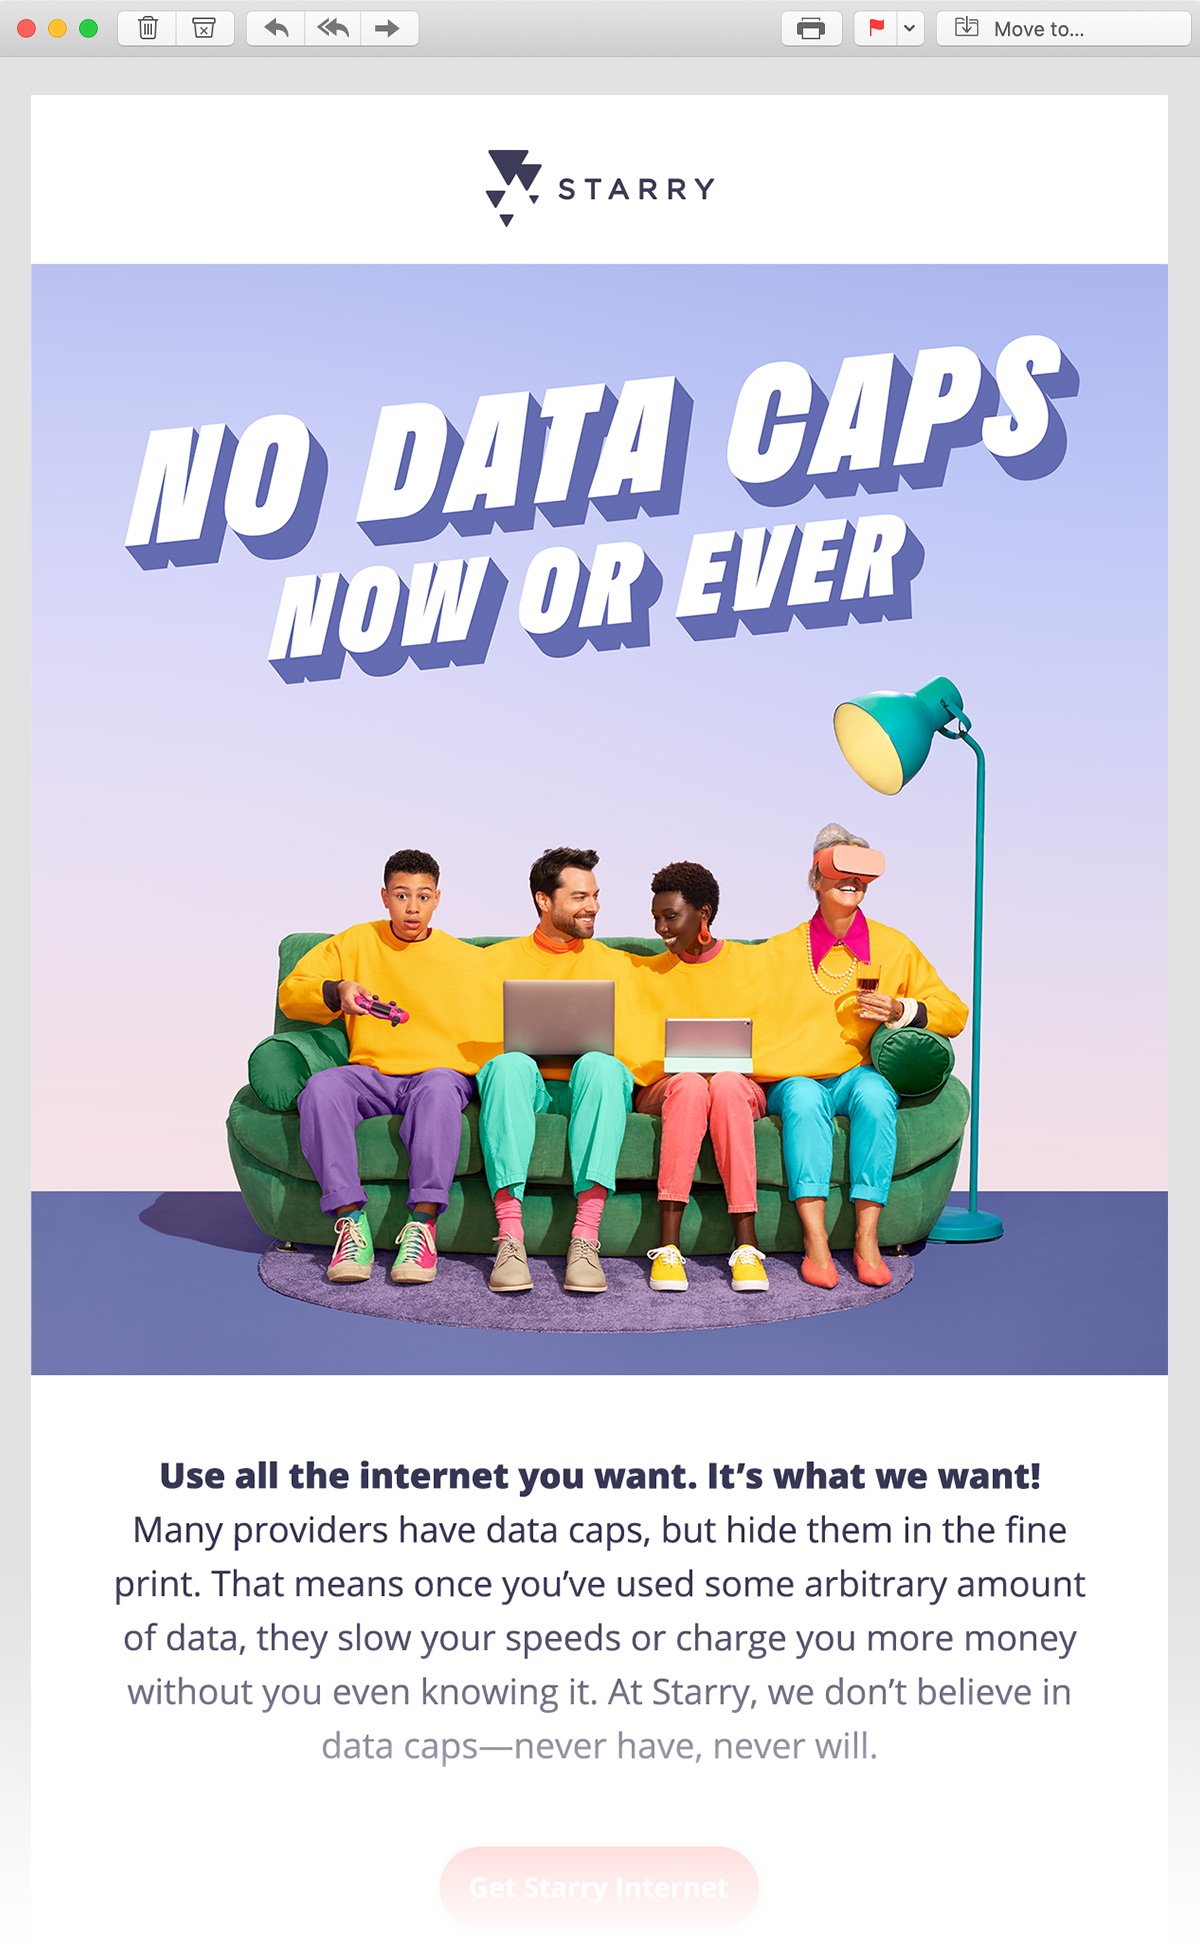 Move to...
STARRY
NO DATA CAPS
NOW OR EVER
Use all the internet you want. It’s what we want!
Many providers have data caps, but hide them in the fine
print. That means once you’ve used some arbitrary amount
of data, they slow your speeds or charge you more money
without you even knowing it. At Starry, we don’t believe in
data caps—never have, never will.
Get Starry Internet